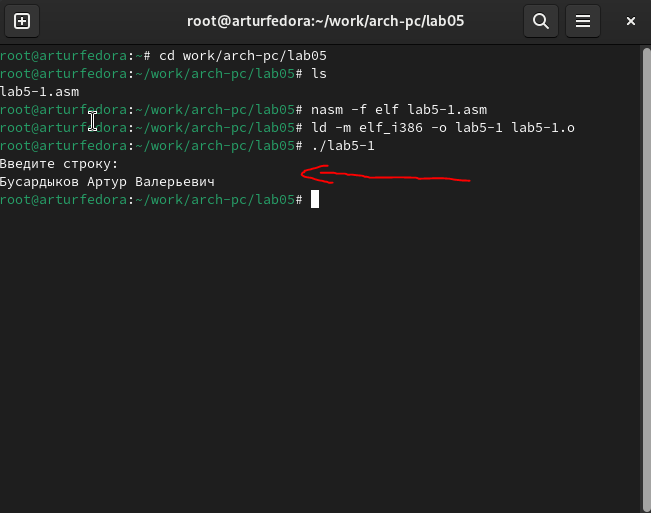 root@arturfedora:~/work/arch-pc/lab05
root@arturfedora:~# cd work/arch-pc/lab05
root@arturfedora:~/work/arch-pc/lab05# ls
lab5-1.asm
root@arturfedora:~/work/arch-pc/lab05# nasm -f elf lab5-1.asm
root@arturfedora:~/work/arch-pc/lab05# ld -m elf_i386 -o lab5-1 lab5-1.o
root@arturfedora:~/work/arch-pc/lab05# ./lab5-1
Введите строку:
Бусардыков Артур Валерьевич
root@arturfedora:~/work/arch-pc/lab05#